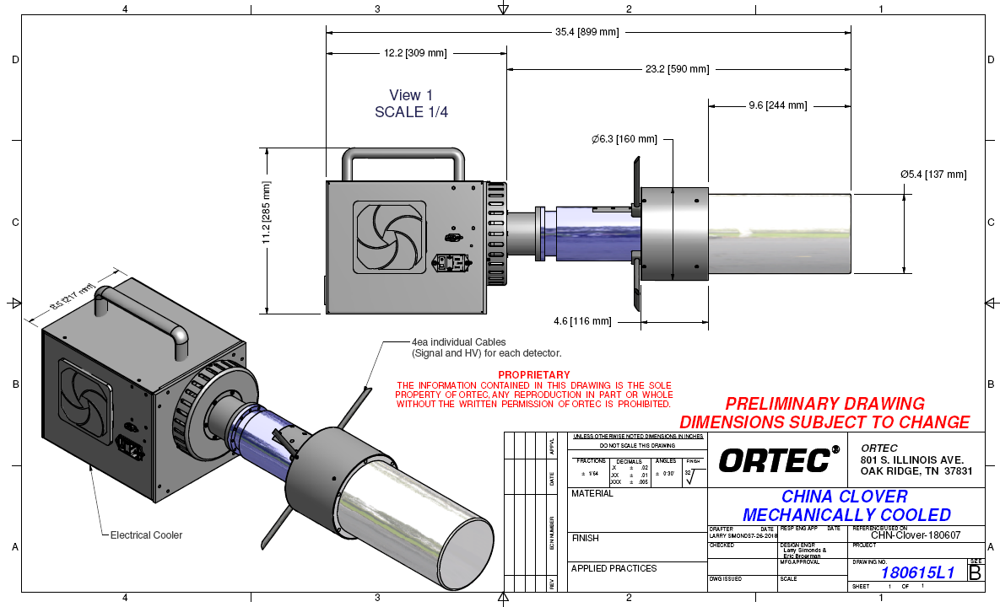 4 3 2 1
D
D
35.4 [899 mm]
12.2 [309 mm]
23.2 [590 mm]
View 1
SCALE 1/4
9.6 [244 mm]
Ø6.3 [160 mm]
Ø5.4 [137 mm]
11.2 [285 mm]
C
C
8.5 [217 mm]
4.6 [116 mm]
4ea individual Cables
(Signal and HV) for each detector.
PROPRIETARY
THE INFORMATION CONTAINED IN THIS DRAWING IS THE SOLE
PROPERTY OF ORTEC, ANY REPRODUCTION IN PART OR WHOLE
WITHOUT THE WRITTEN PERMISSION OF ORTEC IS PROHIBITED.
B
B
PRELIMINARY DRAWING
DIMENSIONS SUBJECT TO CHANGE
Electrical Cooler
APPVL
DATE
ECN NUMBER
REV
UNLESS OTHERWISE NOTED DIMENSIONS IN INCHES
DO NOT SCALE THIS DRAWING
FRACTIONS DECIMALS ANGLES FINISH
± 1/64
.X ± .02
.XX ± .01
.XXX ± .005
± 0°30'
32
MATERIAL
FINISH
APPLIED PRACTICES
ORTEC®
ORTEC
801 S. ILLINOIS AVE.
OAK RIDGE, TN 37831
CHINA CLOVER
MECHANICALLY COOLED
DRAFTER DATE
LARRY SIMONDS 7-26-2018
RESP ENG APP DATE
REFERENCE/USED ON
CHN-Clover-180607
CHECKED
DESIGN ENGR
Larry Simonds &
Eric Broerman
PROJECT
MFG APPROVAL
DRAWING NO.
180615L1
SIZE
B
DWG ISSUED
SCALE
SHEET 1 OF 1
A
A
4 3 2 1